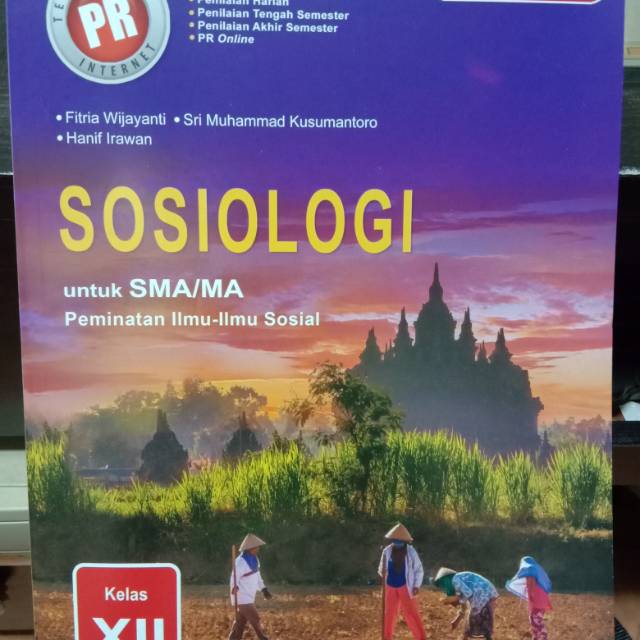 PR
INTERNET
• Penilaian Harian
• Penilaian Tengah Semester
• Penilaian Akhir Semester
• PR Online
• Fitria Wijayanti • Sri Muhammad Kusumantoro
• Hanif Irawan
SOSIOLOGI
untuk SMA/MA
Peminatan Ilmu-Ilmu Sosial
Kelas
XII